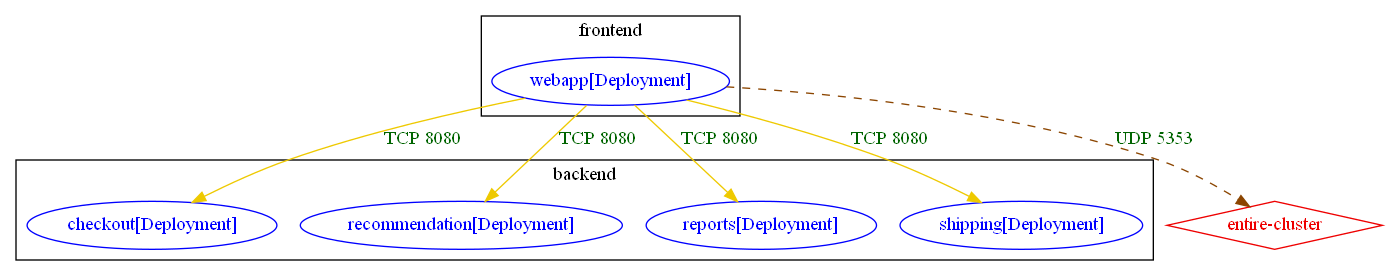 frontend
webapp[Deployment]
TCP 8080
TCP 8080
TCP 8080
TCP 8080
UDP 5353
backend
checkout[Deployment]
recommendation[Deployment]
reports[Deployment]
shipping[Deployment]
entire-cluster